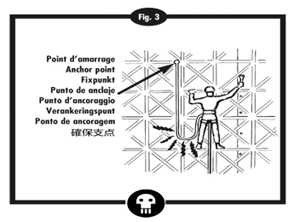 Fig. 3
Point d'amarrage
Anchor point
Fixpunkt
Punto de anclaje
Punto d'ancoraggio
Verankeringspunt
Ponto de ancoragem
確保支点